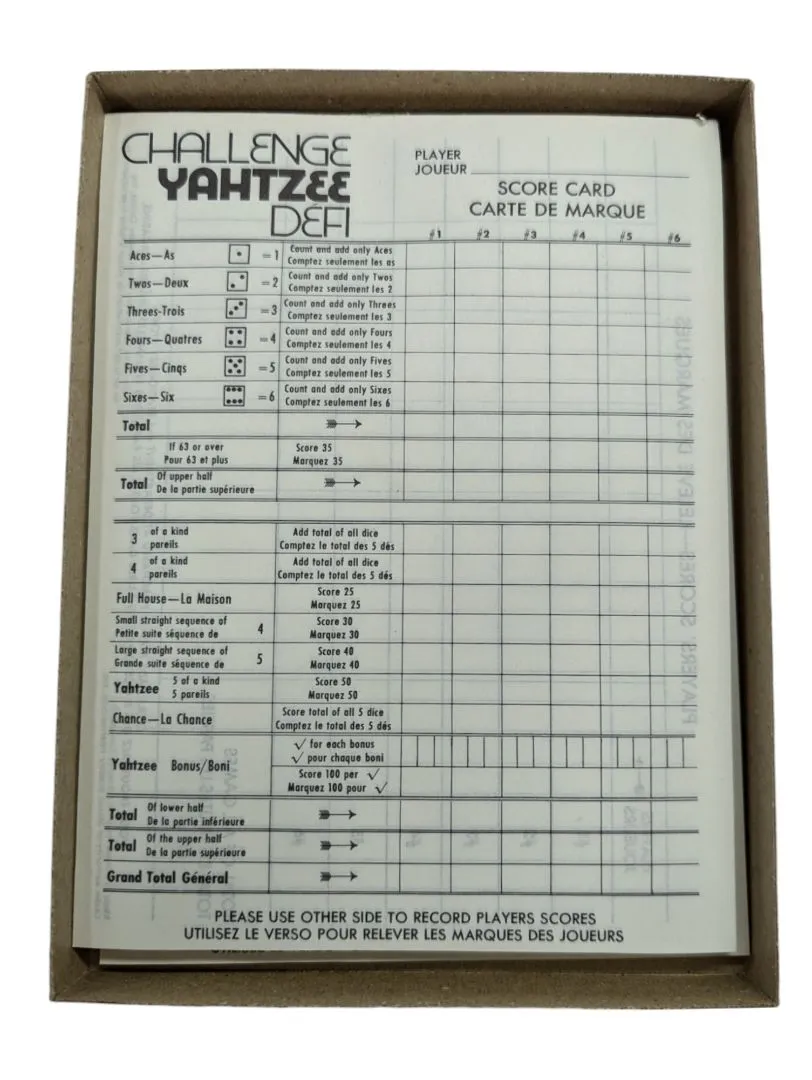 CHALLENGE
YAHTZEE
DÉFI
PLAYER
JOUEUR
SCORE CARD
CARTE DE MARQUE
#1 #2 #3 #4 #5 #6
Aces—As =1 Count and add only Aces
Comptez seulement les as
Twos—Deux =2 Count and add only Twos
Comptez seulement les 2
Threes-Trois =3 Count and add only Threes
Comptez seulement les 3
Fours—Quatres =4 Count and add only Fours
Comptez seulement les 4
Fives—Cinqs =5 Count and add only Fives
Comptez seulement les 5
Sixes—Six =6 Count and add only Sixes
Comptez seulement les 6
Total
If 63 or over Score 35
Pour 63 et plus Marquez 35
Total Of upper half
De la partie supérieure
3 of a kind Add total of all dice
pareils Comptez le total des 5 dés
4 of a kind Add total of all dice
pareils Comptez le total des 5 dés
Full House—La Maison Score 25
Marquez 25
Small straight sequence of 4 Score 30
Petite suite séquence de Marquez 30
Large straight sequence of 5 Score 40
Grande suite séquence de Marquez 40
Yahtzee 5 of a kind Score 50
5 pareils Marquez 50
Chance—La Chance Score total of all 5 dice
Comptez le total des 5 dés
Yahtzee Bonus/Boni √ for each bonus
√ pour chaque boni
Score 100 per √
Marquez 100 pour √
Total Of lower half
De la partie inférieure
Total Of the upper half
De la partie supérieure
Grand Total Général
PLEASE USE OTHER SIDE TO RECORD PLAYERS SCORES
UTILISEZ LE VERSO POUR RELEVER LES MARQUES DES JOUEURS